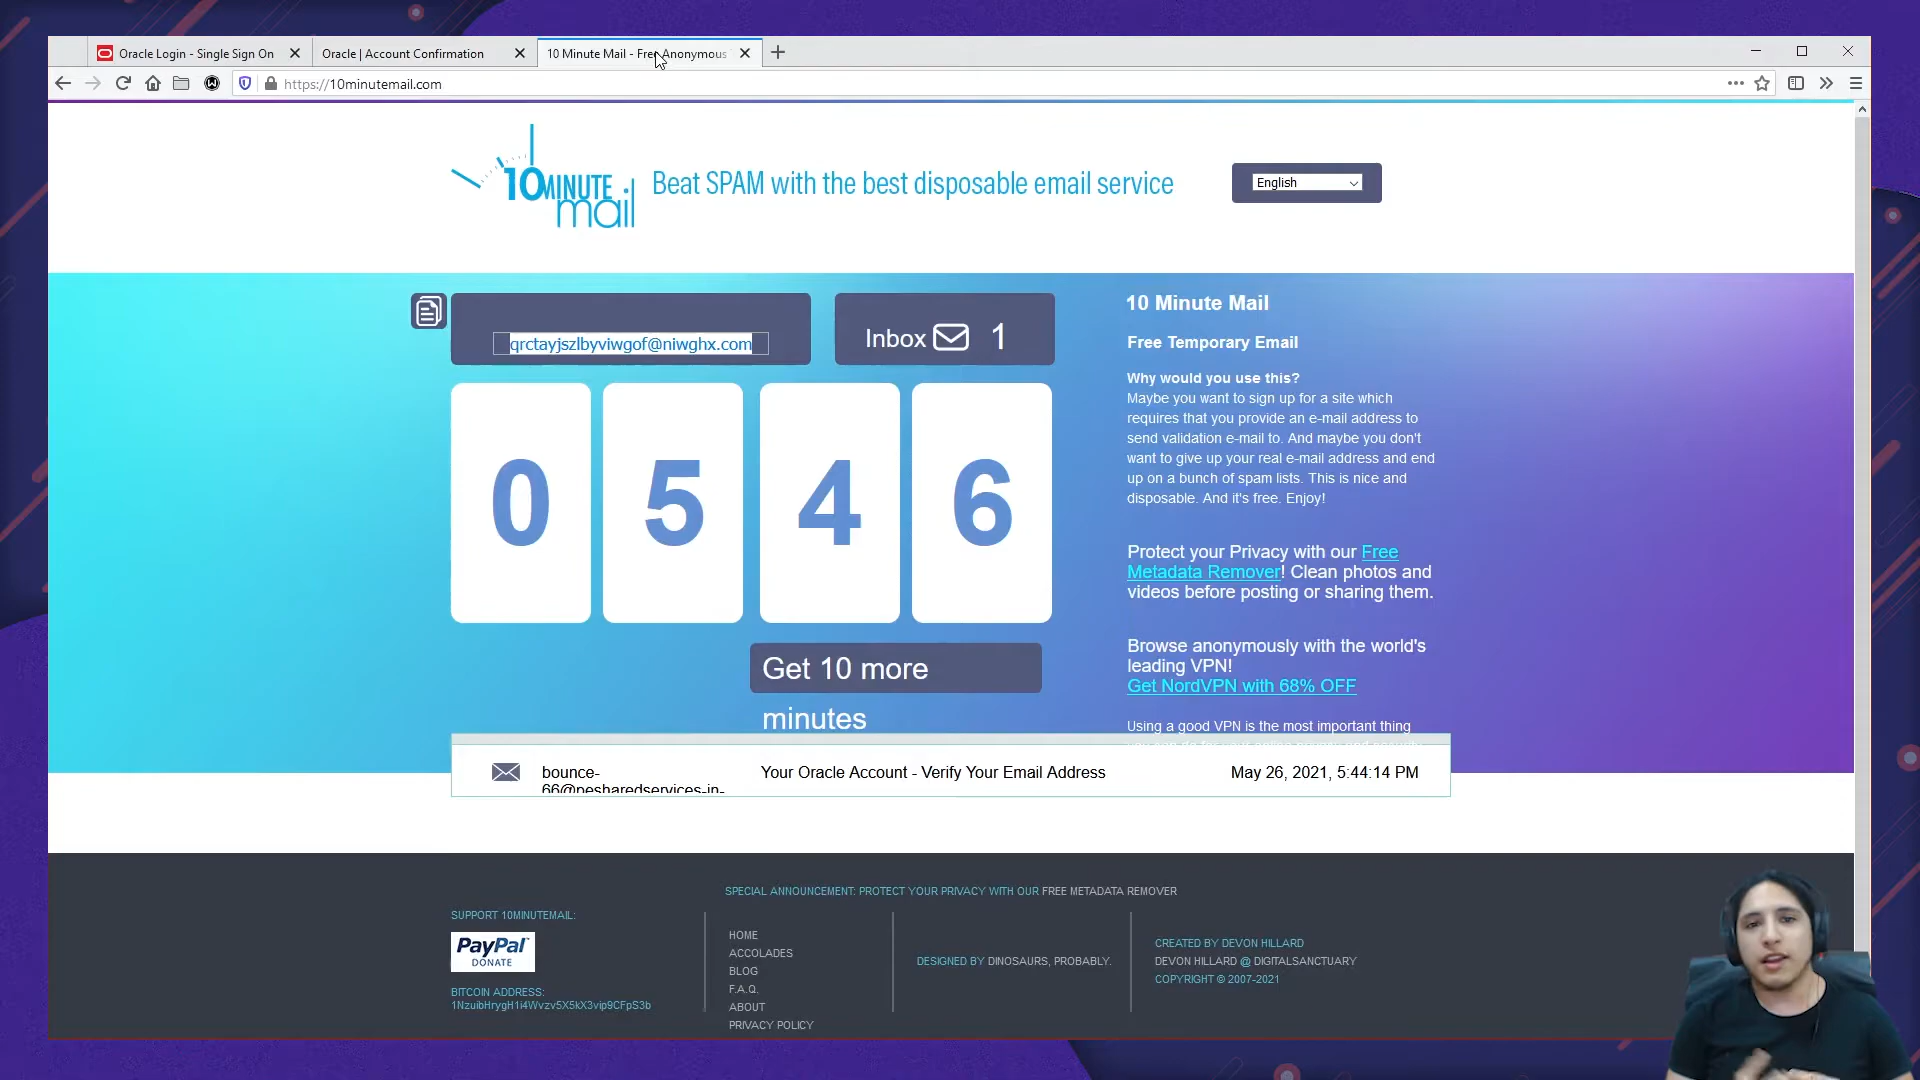 Oracle Login - Single Sign On
Oracle | Account Confirmation
10 Minute Mail - Free Anonymous
https://10minutemail.com
10MINUTE
mail
Beat SPAM with the best disposable email service
English
qrctayjszlbyviwgof@niwghx.com
Inbox 1
0 5 4 6
Get 10 more
minutes
10 Minute Mail
Free Temporary Email
Why would you use this?
Maybe you want to sign up for a site which
requires that you provide an e-mail address to
send validation e-mail to. And maybe you don't
want to give up your real e-mail address and end
up on a bunch of spam lists. This is nice and
disposable. And it's free. Enjoy!
Protect your Privacy with our Free
Metadata Remover! Clean photos and
videos before posting or sharing them.
Browse anonymously with the world's
leading VPN!
Get NordVPN with 68% OFF
Using a good VPN is the most important thing
bounce-
66@pesharedservices-in-
Your Oracle Account - Verify Your Email Address
May 26, 2021, 5:44:14 PM
SPECIAL ANNOUNCEMENT: PROTECT YOUR PRIVACY WITH OUR FREE METADATA REMOVER
SUPPORT 10MINUTEMAIL:
PayPal
DONATE
BITCOIN ADDRESS:
1NzuibHrygH1i4Wvzv5X5kX3vip9CFpS3b
HOME
ACCOLADES
BLOG
F.A.Q.
ABOUT
PRIVACY POLICY
DESIGNED BY DINOSAURS, PROBABLY.
CREATED BY DEVON HILLARD
DEVON HILLARD @ DIGITALSANCTUARY
COPYRIGHT © 2007-2021